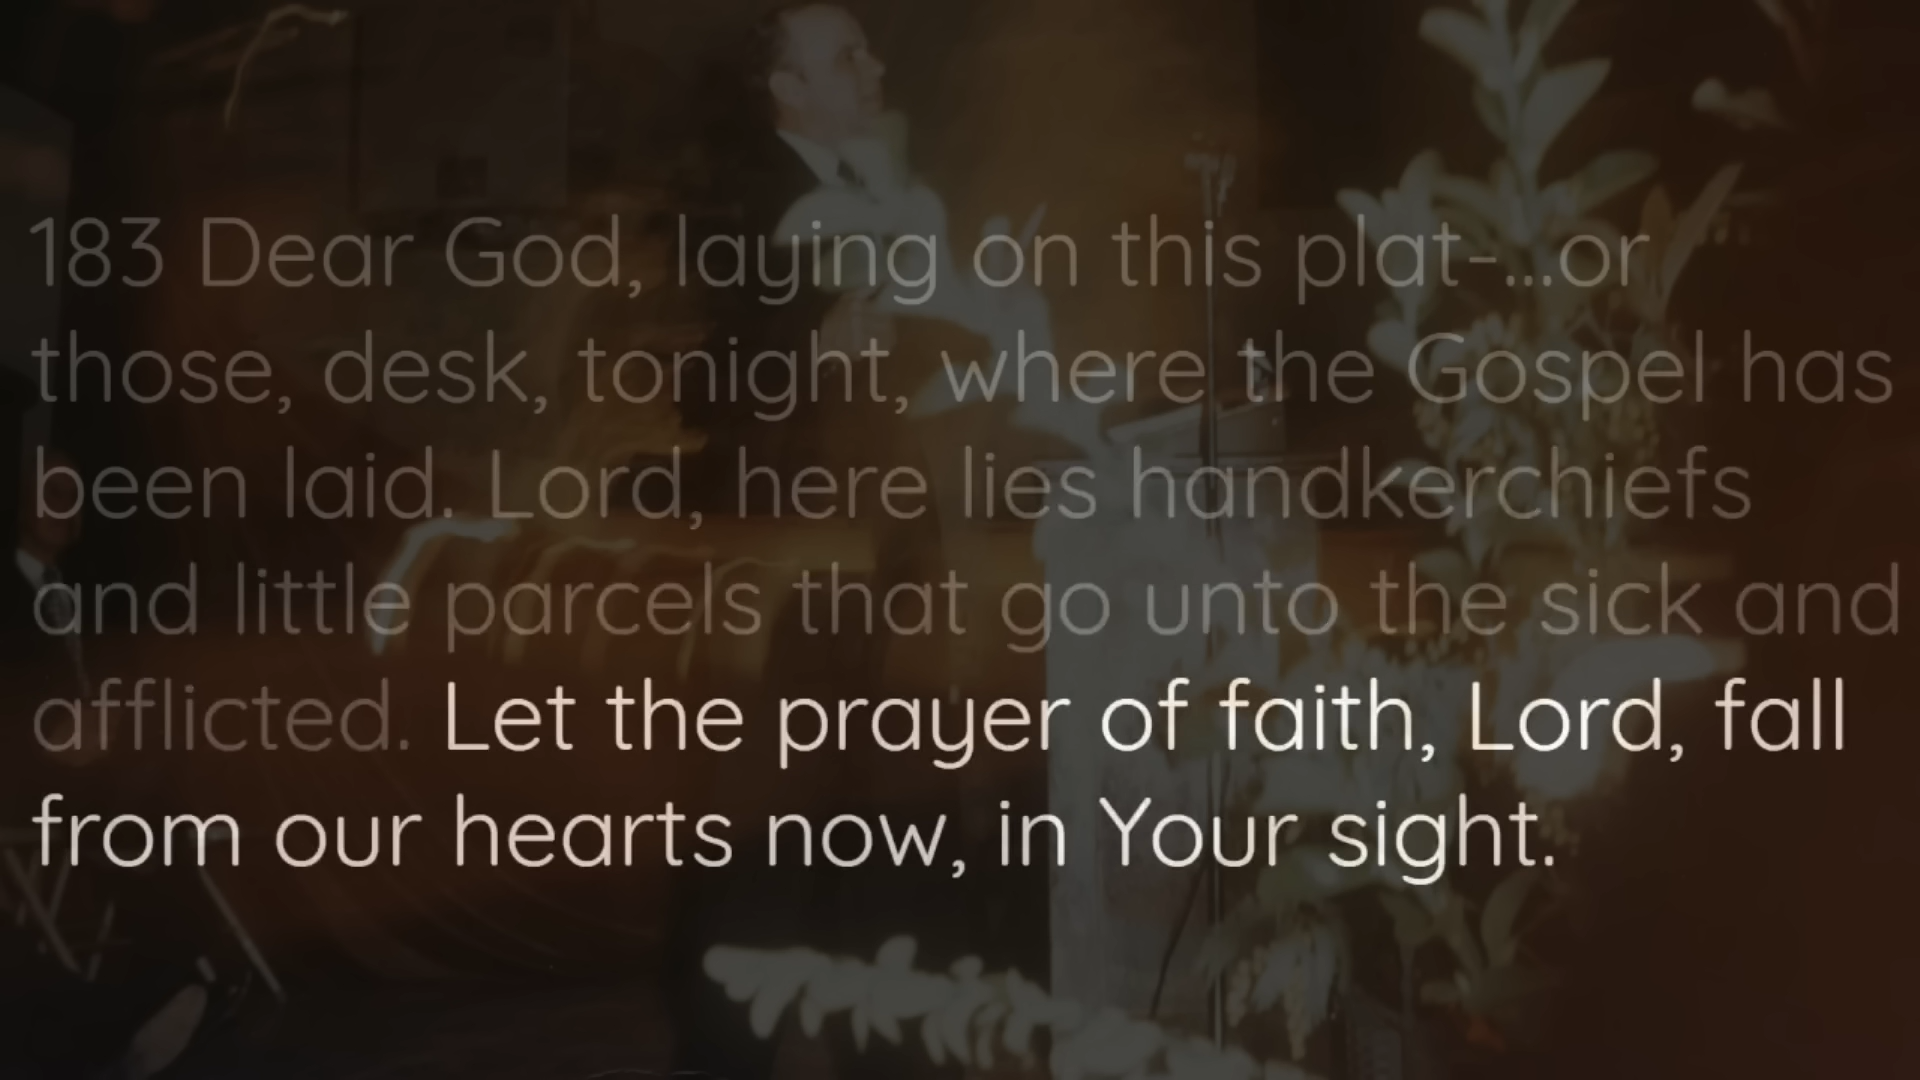 183 Dear God, laying on this plat-...or
those, desk, tonight, where the Gospel has
been laid. Lord, here lies handkerchiefs
and little parcels that go unto the sick and
afflicted. Let the prayer of faith, Lord, fall
from our hearts now, in Your sight.